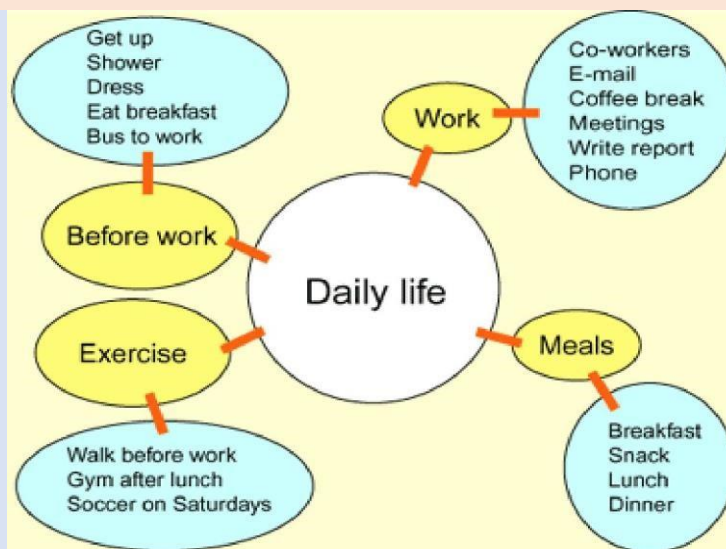 Get up
Shower
Dress
Eat breakfast
Bus to work
Before work
Work
Co-workers
E-mail
Coffee break
Meetings
Write report
Phone
Daily life
Exercise
Walk before work
Gym after lunch
Soccer on Saturdays
Meals
Breakfast
Snack
Lunch
Dinner